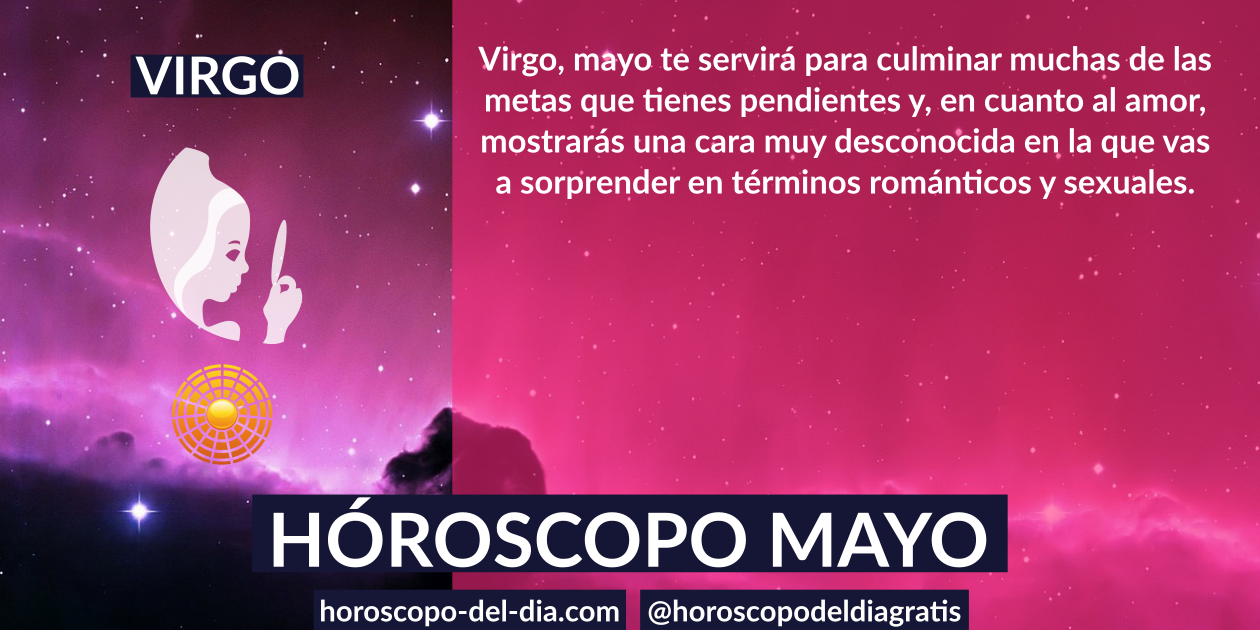 VIRGO
Virgo, mayo te servirá para culminar muchas de las
metas que tienes pendientes y, en cuanto al amor,
mostrarás una cara muy desconocida en la que vas
a sorprender en términos románticos y sexuales.
HÓROSCOPO MAYO
horoscopo-del-dia.com
@horoscopodeldiagratis